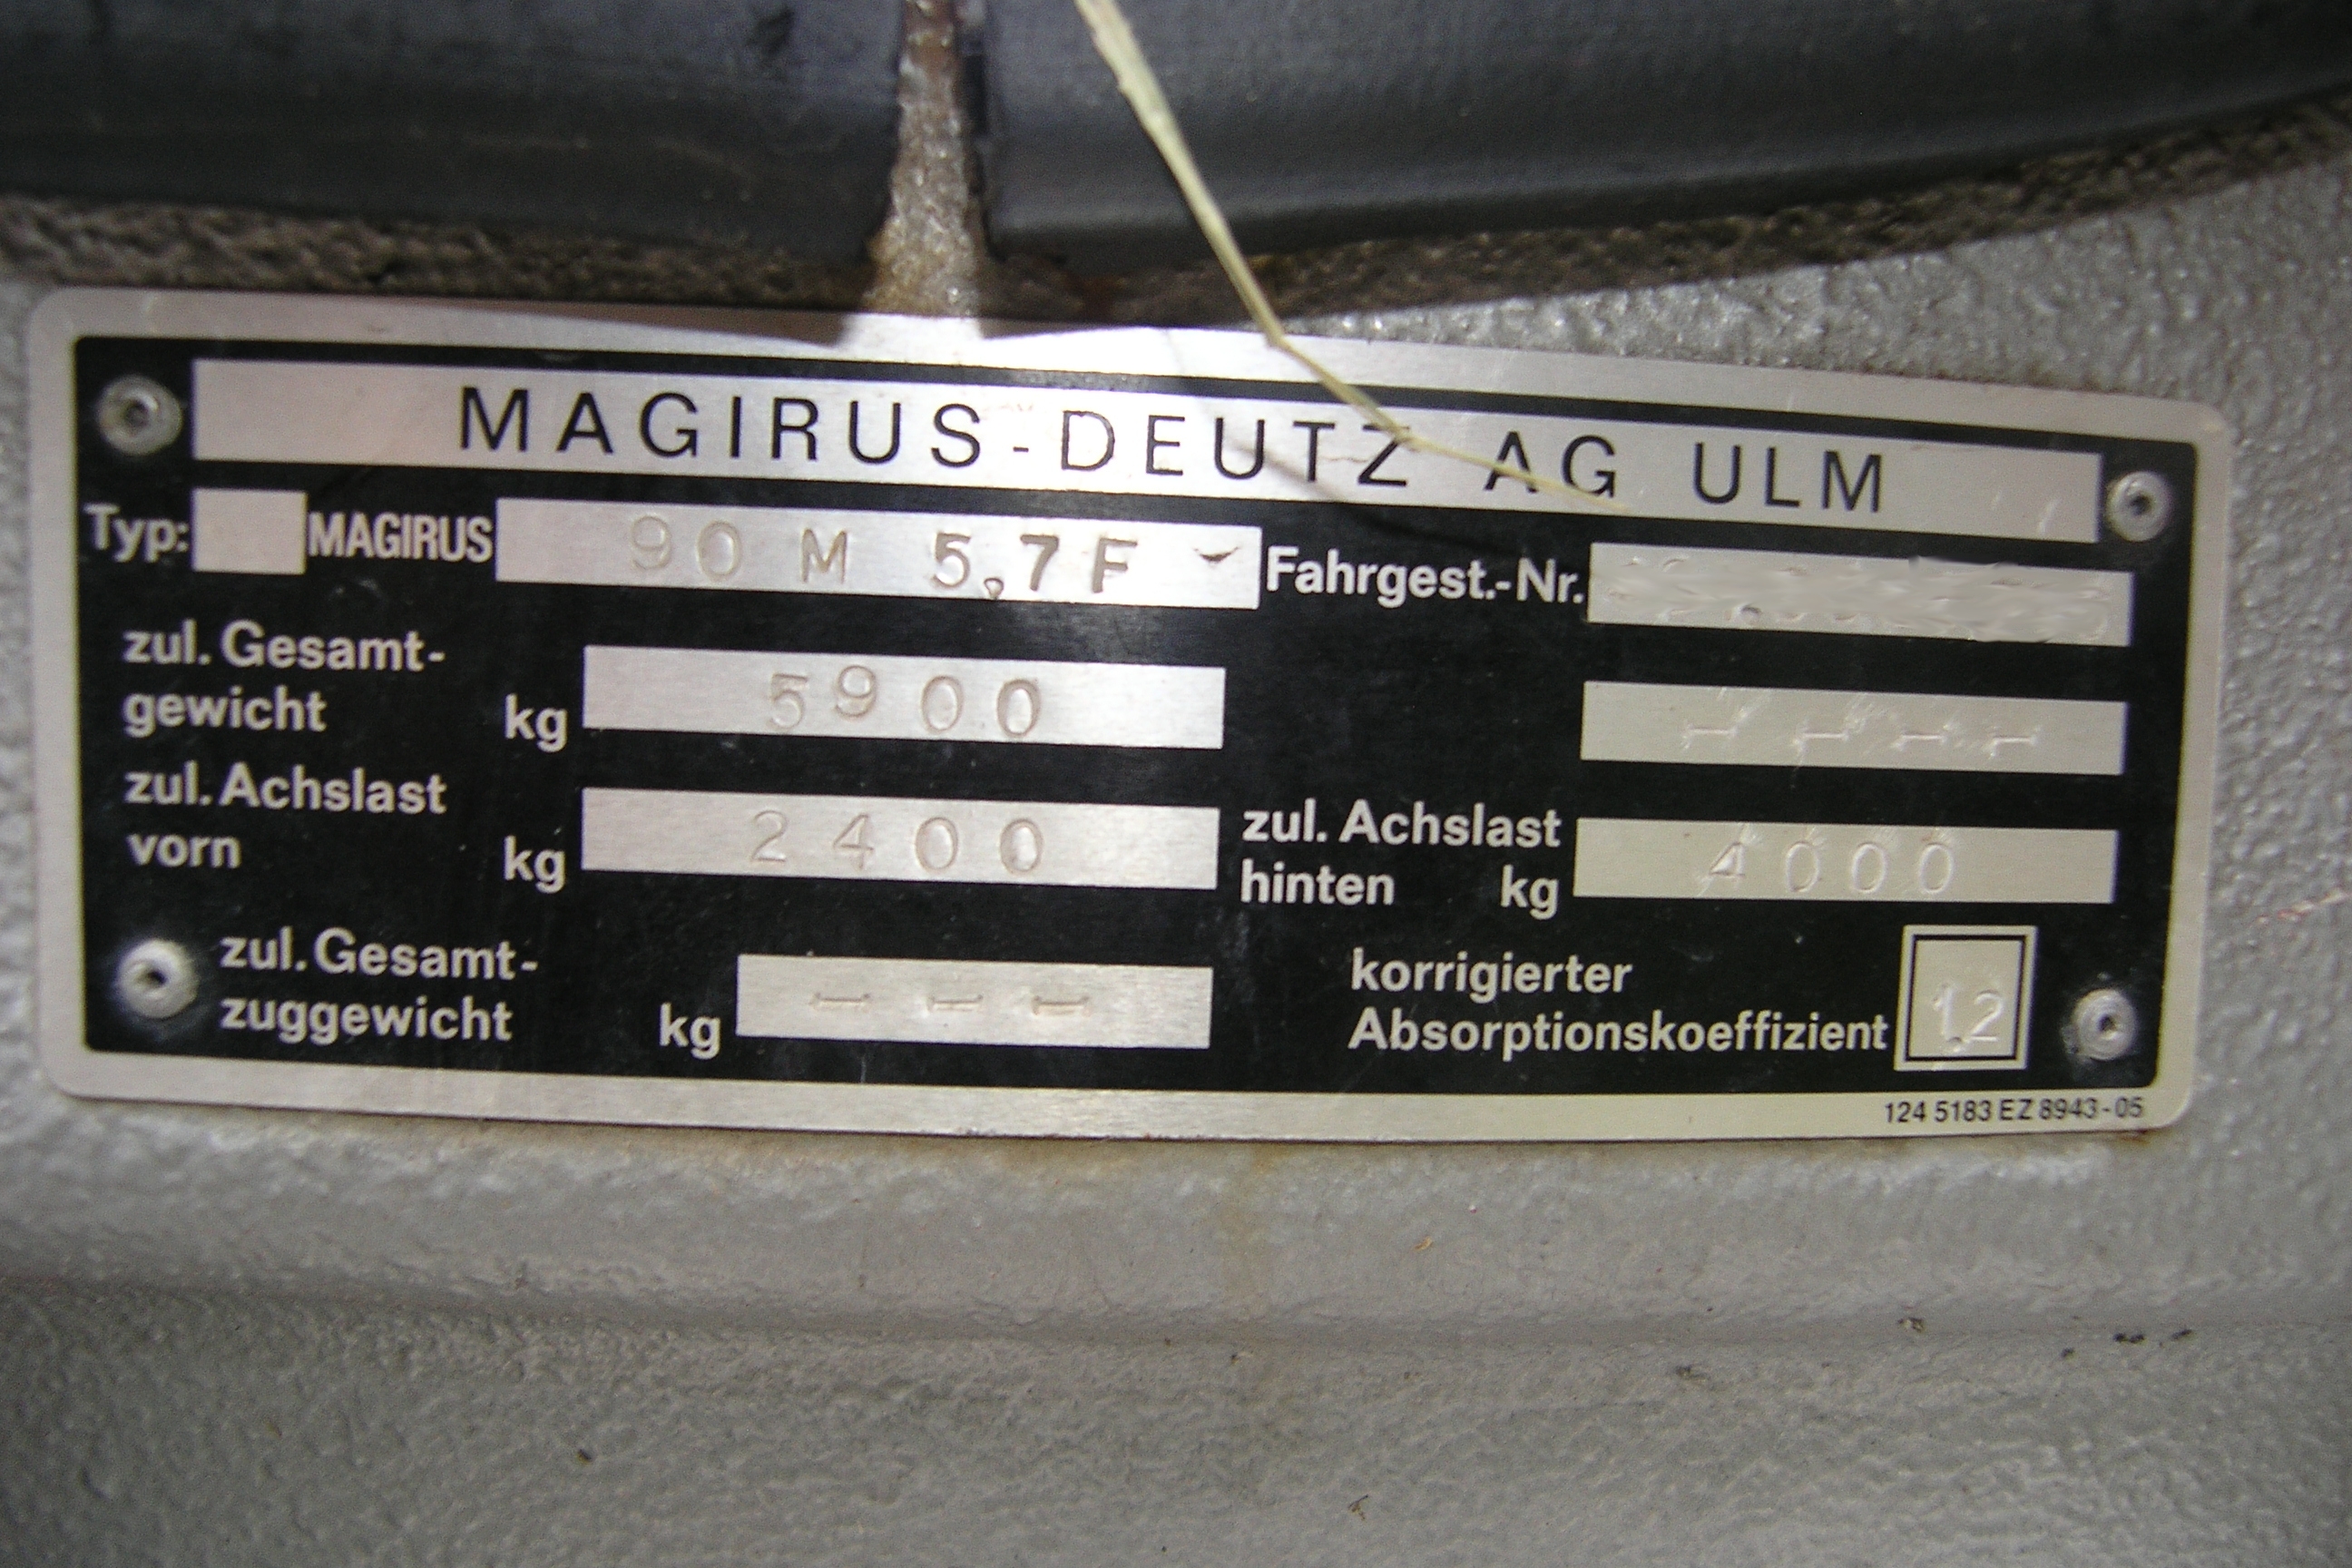 MAGIRUS-DEUTZ AG ULM
Typ: MAGIRUS 90 M 5,7 F - Fahrgest.-Nr.
zul. Gesamt-
gewicht kg 5900 - - - -
zul. Achslast
vorn kg 2400
zul. Achslast
hinten kg 4000
zul. Gesamt-
zuggewicht kg - - -
korrigierter
Absorptionskoeffizient 1,2
124 5183 EZ 8943-05